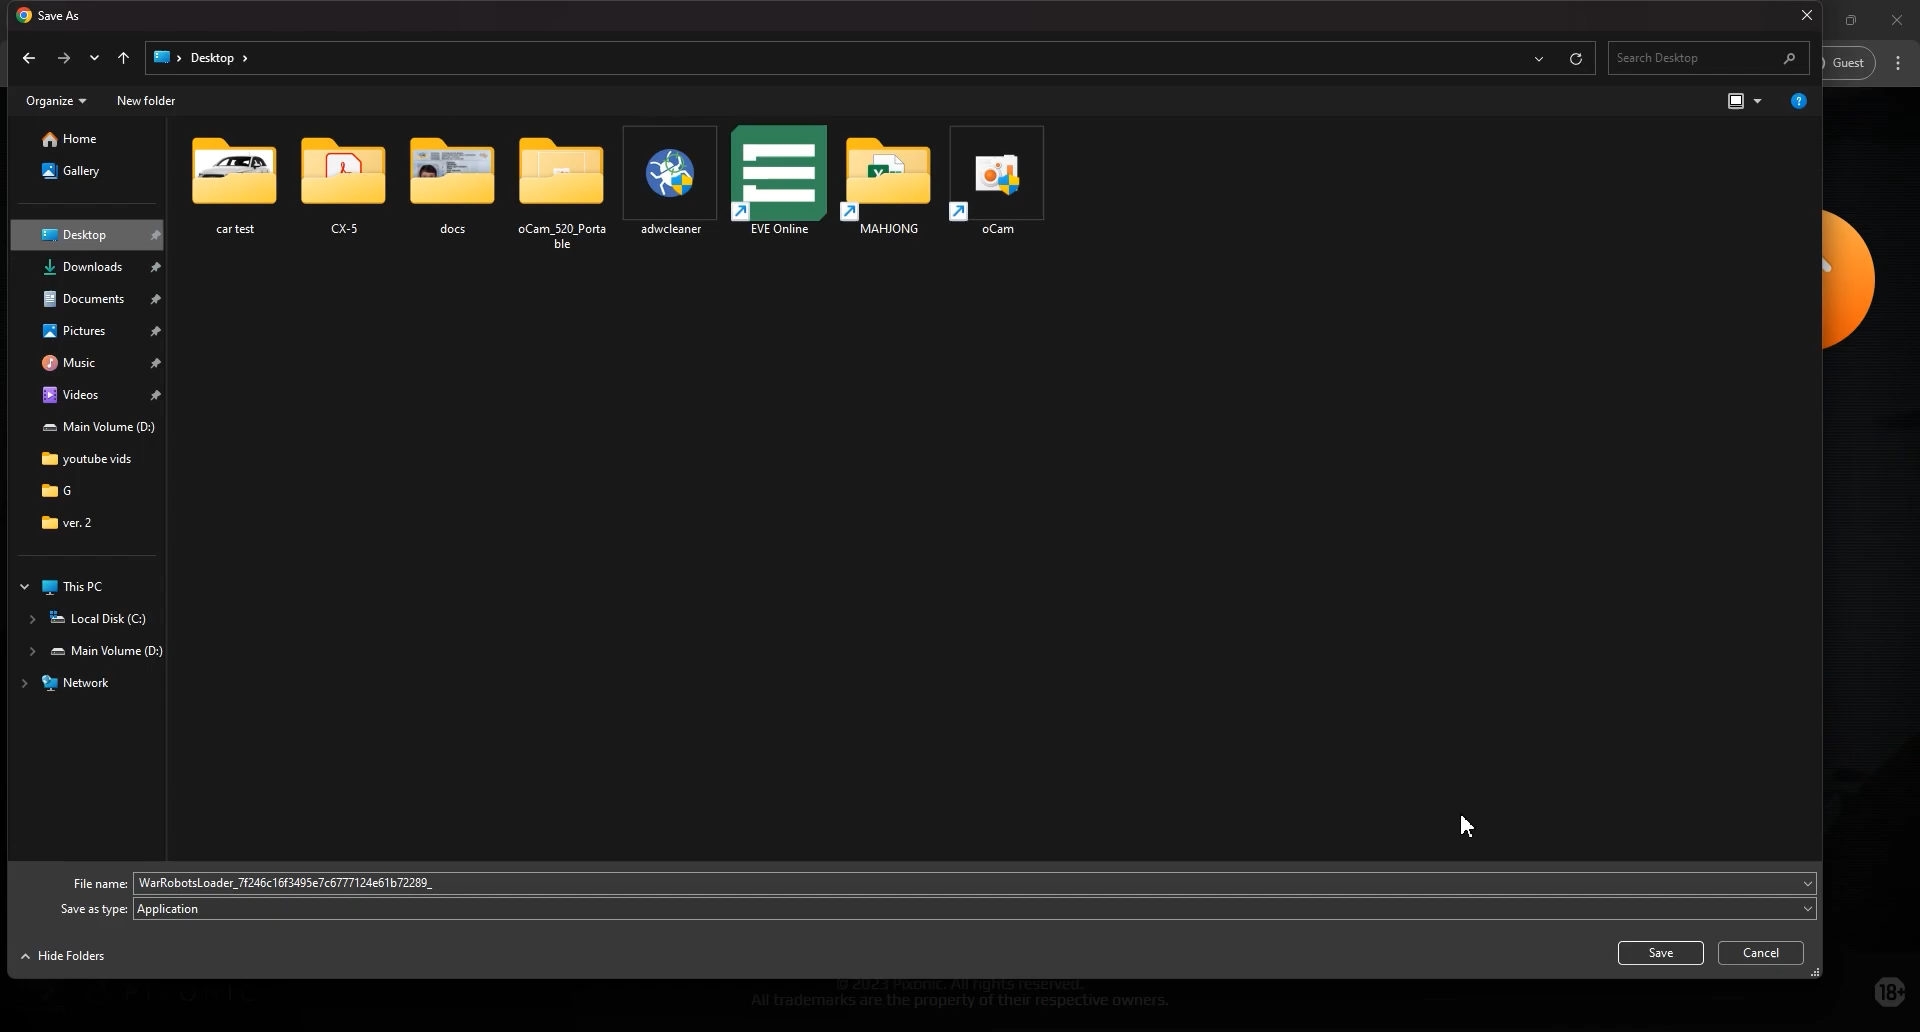 Save As
Desktop
Search Desktop
Guest
Organize
New folder
Home
Gallery
Desktop
Downloads
Documents
Pictures
Music
Videos
Main Volume (D:)
youtube vids
G
ver. 2
This PC
Local Disk (C:)
Main Volume (D:)
Network
car test
CX-5
docs
oCam_520_Porta
ble
adwcleaner
EVE Online
MAHJONG
oCam
File name: WarRobotsLoader_7f246c16f3495e7c6777124e61b72289_
Save as type: Application
Hide Folders
Save
Cancel
© 2023 Pixonic. All rights reserved.
All trademarks are the property of their respective owners.
18+